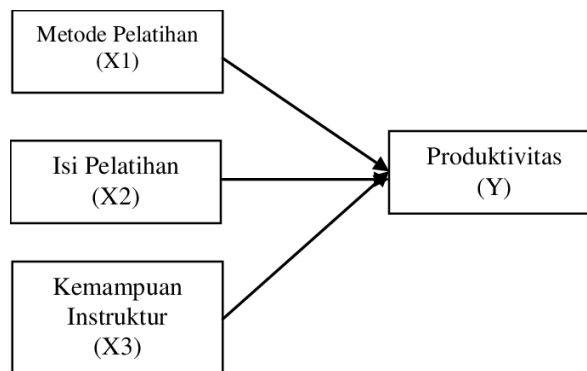 Metode Pelatihan
(X1)
Isi Pelatihan
(X2)
Kemampuan
Instruktur
(X3)
Produktivitas
(Y)